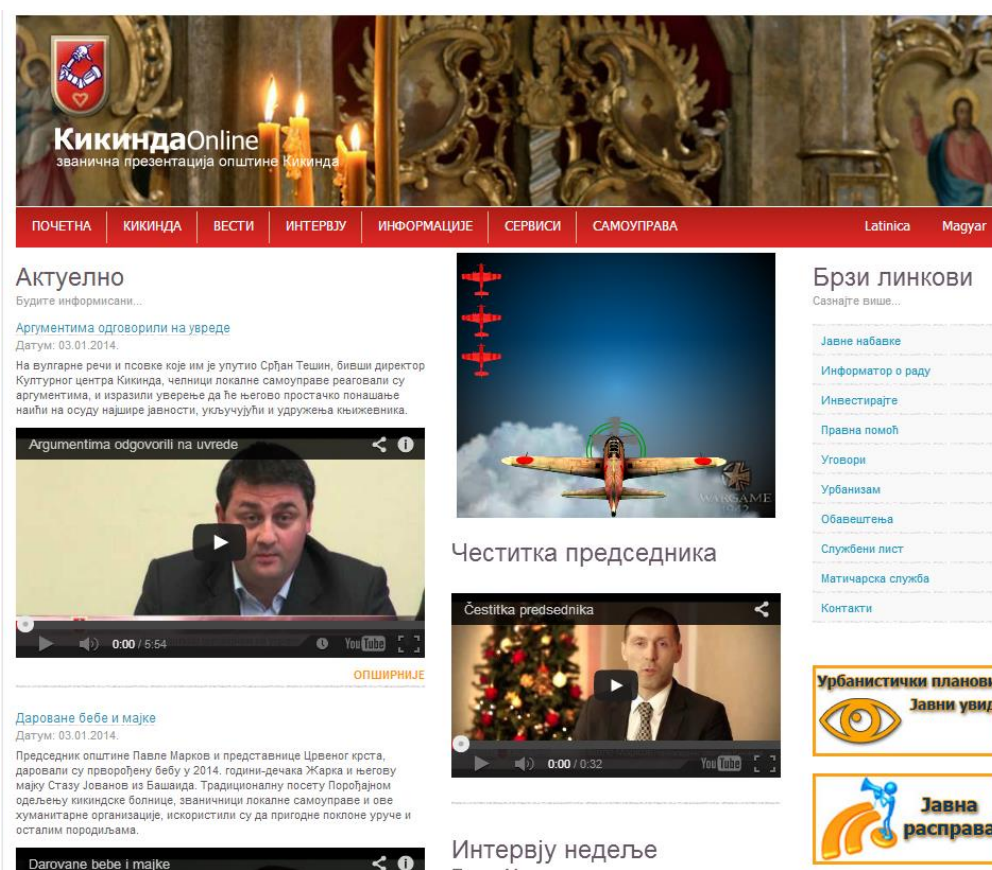 КикиндаOnline
званична презентација општине Кикинда
ПОЧЕТНА КИКИНДА ВЕСТИ ИНТЕРВЈУ ИНФОРМАЦИЈЕ СЕРВИСИ САМОУПРАВА Latinica Magyar
Актуелно
Будите информисани...
Аргументима одговорили на увреде
Датум: 03.01.2014.
На вулгарне речи и псовке које им је упутио Срђан Тешин, бивши директор
Културног центра Кикинда, челници локалне самоуправе реаговали су
аргументима, и изразили уверење да ће његово простачко понашање
наићи на осуду најшире јавности, укључујући и удружења књижевника.
Argumentima odgovorili na uvrede
0:00 / 5:54
YouTube
ОПШИРНИЈЕ
Дароване бебе и мајке
Датум: 03.01.2014.
Председник општине Павле Марков и представнице Црвеног крста,
даровали су прворођену бебу у 2014. години-дечака Жарка и његову
мајку Стазу Јованов из Башаида. Традиционалну посету Порођајном
одељењу кикиндске болнице, званичници локалне самоуправе и ове
хуманитарне организације, искористили су да пригодне поклоне уруче и
осталим породиљама.
Darovane bebe i majke
WARGAME
1942
Честитка председника
Čestitka predsednika
0:00 / 0:32
YouTube
Интервју недеље
Брзи линкови
Сазнајте више...
Јавне набавке
Информатор о раду
Инвестирајте
Правна помоћ
Уговори
Урбанизам
Обавештења
Службени лист
Матичарска служба
Контакти
Урбанистички планови
Јавни увид
Јавна
расправа